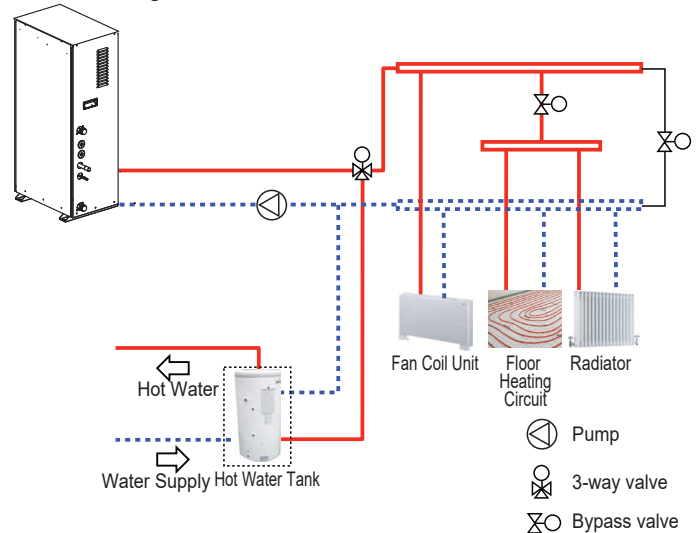 Fan Coil Unit
Floor
Heating
Circuit
Radiator
Hot Water
Water Supply
Hot Water Tank
Pump
3-way valve
Bypass valve